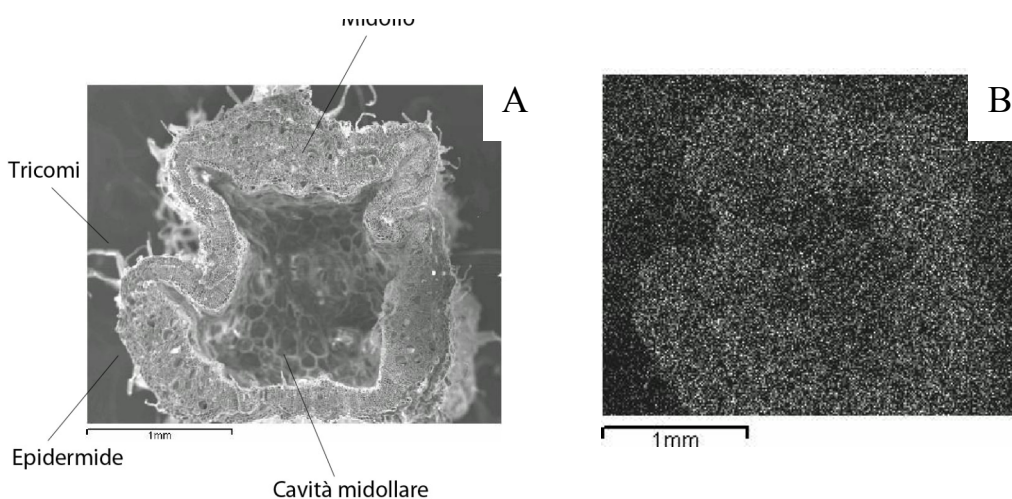 Midollo
A
B
Tricomi
1mm
1mm
Epidermide
Cavità midollare